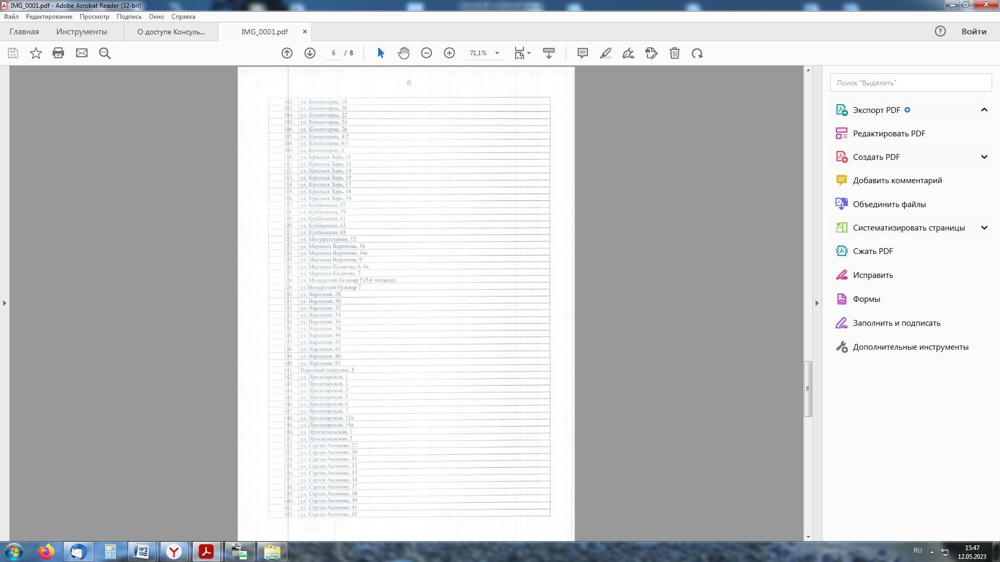 IMG_0001.pdf - Adobe Acrobat Reader (32-bit)
Файл Редактирование Просмотр Подпись Окно Справка
Главная Инструменты О доступе Консуль... IMG_0001.pdf × ? Войти
6 / 8 71,1%
6
102. ул. Коминтерна, 18
103. ул. Коминтерна, 20
104. ул. Коминтерна, 22
105. ул. Коминтерна, 24
106. ул. Коминтерна, 26
107. ул. Коминтерна, 4/2
108. ул. Коминтерна, 6/1
109. ул. Коминтерна, 8
110. ул. Красных Зорь, 11
111. ул. Красных Зорь, 13
112. ул. Красных Зорь, 14
113. ул. Красных Зорь, 15
114. ул. Красных Зорь, 17
115. ул. Красных Зорь, 18
116. ул. Красных Зорь, 19
117. ул. Куйбышева, 57
118. ул. Куйбышева, 59
119. ул. Куйбышева, 61
120. ул. Куйбышева, 63
121. ул. Куйбышева, 65
122. ул. Мануфактурная, 12
123. ул. Маршала Воронова, 16
124. ул. Маршала Воронова, 16а
125. ул. Маршала Воронова, 9
126. ул. Маршала Казакова, 6, 6а
127. ул. Маршала Казакова, 7
128. ул. Мещерский бульвар 5 (5,6 подъезд)
129. ул.Мещерский бульвар 7
130. ул. Народная, 28
131. ул. Народная, 30
132. ул. Народная, 32
133. ул. Народная, 34
134. ул. Народная, 36
135. ул. Народная, 38
136. ул. Народная, 40
137. ул. Народная, 43
138. ул. Народная, 45
139. ул. Народная, 80
140. ул. Народная, 82
141. Портовый переулок, 8
142. ул. Пролетарская, 1
143. ул. Пролетарская, 2
144. ул. Пролетарская, 3
145. ул. Пролетарская, 5
146. ул. Пролетарская, 6
147. ул. Пролетарская, 7
148. ул. Пролетарская, 12а
149. ул. Пролетарская, 14а
150. ул. Просвещенская, 1
151. ул. Просвещенская, 2
152. ул. Сергея Акимова, 27
153. ул. Сергея Акимова, 29
154. ул. Сергея Акимова, 31
155. ул. Сергея Акимова, 32
156. ул. Сергея Акимова, 33
157. ул. Сергея Акимова, 34
158. ул. Сергея Акимова, 37
159. ул. Сергея Акимова, 38
160. ул. Сергея Акимова, 39
161. ул. Сергея Акимова, 41
162. ул. Сергея Акимова, 42
Поиск "Выделить"
Экспорт PDF
Редактировать PDF
Создать PDF
Добавить комментарий
Объединить файлы
Систематизировать страницы
Сжать PDF
Исправить
Формы
Заполнить и подписать
Дополнительные инструменты
RU 15:47
12.05.2023